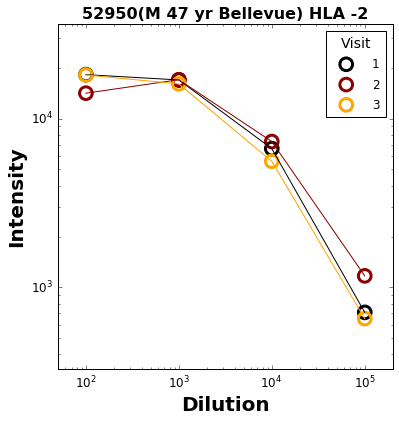 52950(M 47 yr Bellevue) HLA -2
Visit
1
2
3
10⁴
10³
Intensity
10² 10³ 10⁴ 10⁵
Dilution